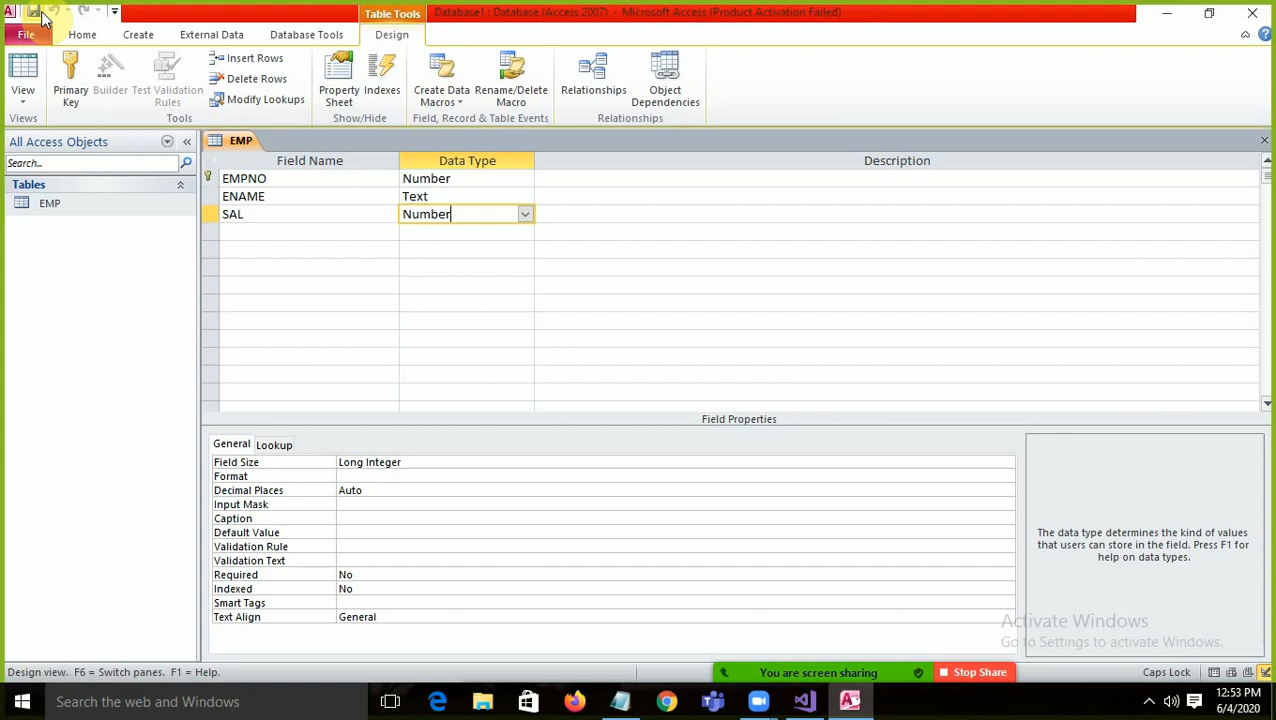 Table Tools
Database1 : Database (Access 2007) - Microsoft Access (Product Activation Failed)
File Home Create External Data Database Tools Design
View
Primary Key
Builder
Test Validation Rules
Insert Rows
Delete Rows
Modify Lookups
Property Sheet
Indexes
Create Data Macros
Rename/Delete Macro
Relationships
Object Dependencies
Views Tools Show/Hide Field, Record & Table Events Relationships
All Access Objects
Search..
Tables
EMP
EMP
Field Name Data Type Description
EMPNO Number
ENAME Text
SAL Number
Field Properties
General Lookup
Field Size Long Integer
Format
Decimal Places Auto
Input Mask
Caption
Default Value
Validation Rule
Validation Text
Required No
Indexed No
Smart Tags
Text Align General
The data type determines the kind of values
that users can store in the field. Press F1 for
help on data types.
Activate Windows
Go to Settings to activate Windows.
Design view. F6 = Switch panes. F1 = Help.
You are screen sharing
Stop Share
Caps Lock
Search the web and Windows
12:53 PM
6/4/2020